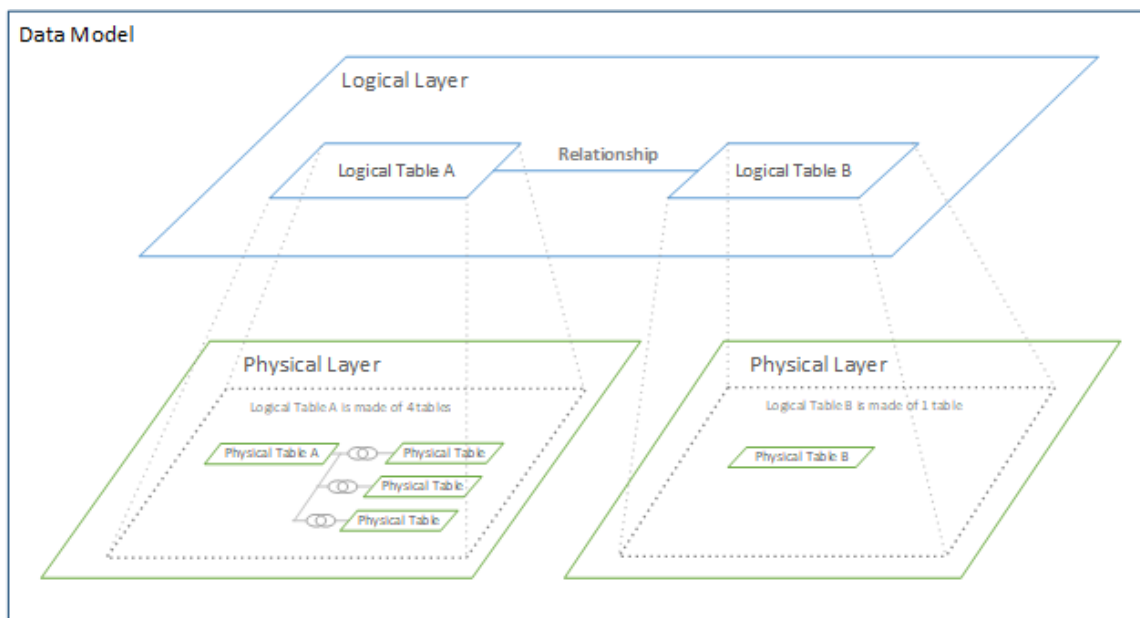 Data Model
Logical Layer
Logical Table A
Relationship
Logical Table B
Physical Layer
Logical Table A is made of 4 tables
Physical Table A
Physical Table
Physical Table
Physical Table
Physical Layer
Logical Table B is made of 1 table
Physical Table B